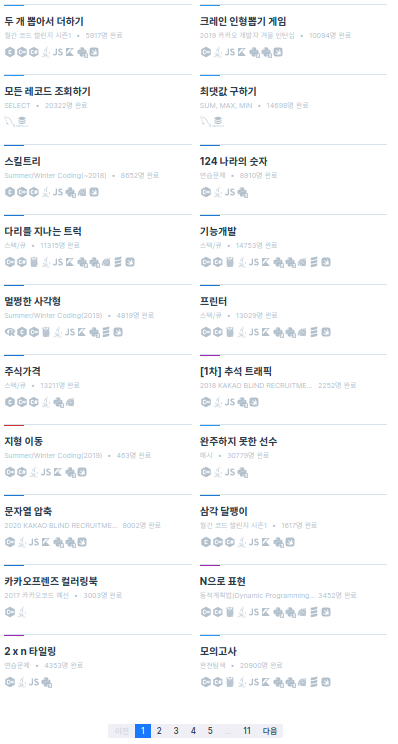 두 개 뽑아서 더하기
월간 코드 챌린지 시즌1 • 5917명 완료
크레인 인형뽑기 게임
2019 카카오 개발자 겨울 인턴십 • 10094명 완료
모든 레코드 조회하기
SELECT • 20322명 완료
최댓값 구하기
SUM, MAX, MIN • 14698명 완료
스킬트리
Summer/Winter Coding(~2018) • 8652명 완료
JS
124 나라의 숫자
연습문제 • 8910명 완료
JS
다리를 지나는 트럭
스택/큐 • 11315명 완료
JS
기능개발
스택/큐 • 14753명 완료
JS
멀쩡한 사각형
Summer/Winter Coding(2019) • 4819명 완료
JS
프린터
스택/큐 • 13029명 완료
JS
주식가격
스택/큐 • 13211명 완료
[1차] 추석 트래픽
2018 KAKAO BLIND RECRUITME... 2252명 완료
JS
지형 이동
Summer/Winter Coding(2019) • 463명 완료
JS
완주하지 못한 선수
해시 • 30779명 완료
JS
문자열 압축
2020 KAKAO BLIND RECRUITME... 8002명 완료
JS
삼각 달팽이
월간 코드 챌린지 시즌1 • 1617명 완료
JS
카카오프렌즈 컬러링북
2017 카카오코드 예선 • 3003명 완료
N으로 표현
동적계획법(Dynamic Programming... 3452명 완료
JS
2 x n 타일링
연습문제 • 4353명 완료
JS
모의고사
완전탐색 • 20900명 완료
JS
이전 1 2 3 4 5 ... 11 다음